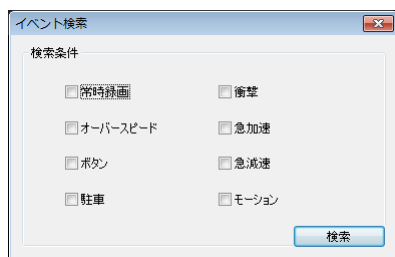 イベント検索
検索条件
常時録画 衝撃
オーバースピード 急加速
ボタン 急減速
駐車 モーション
検索